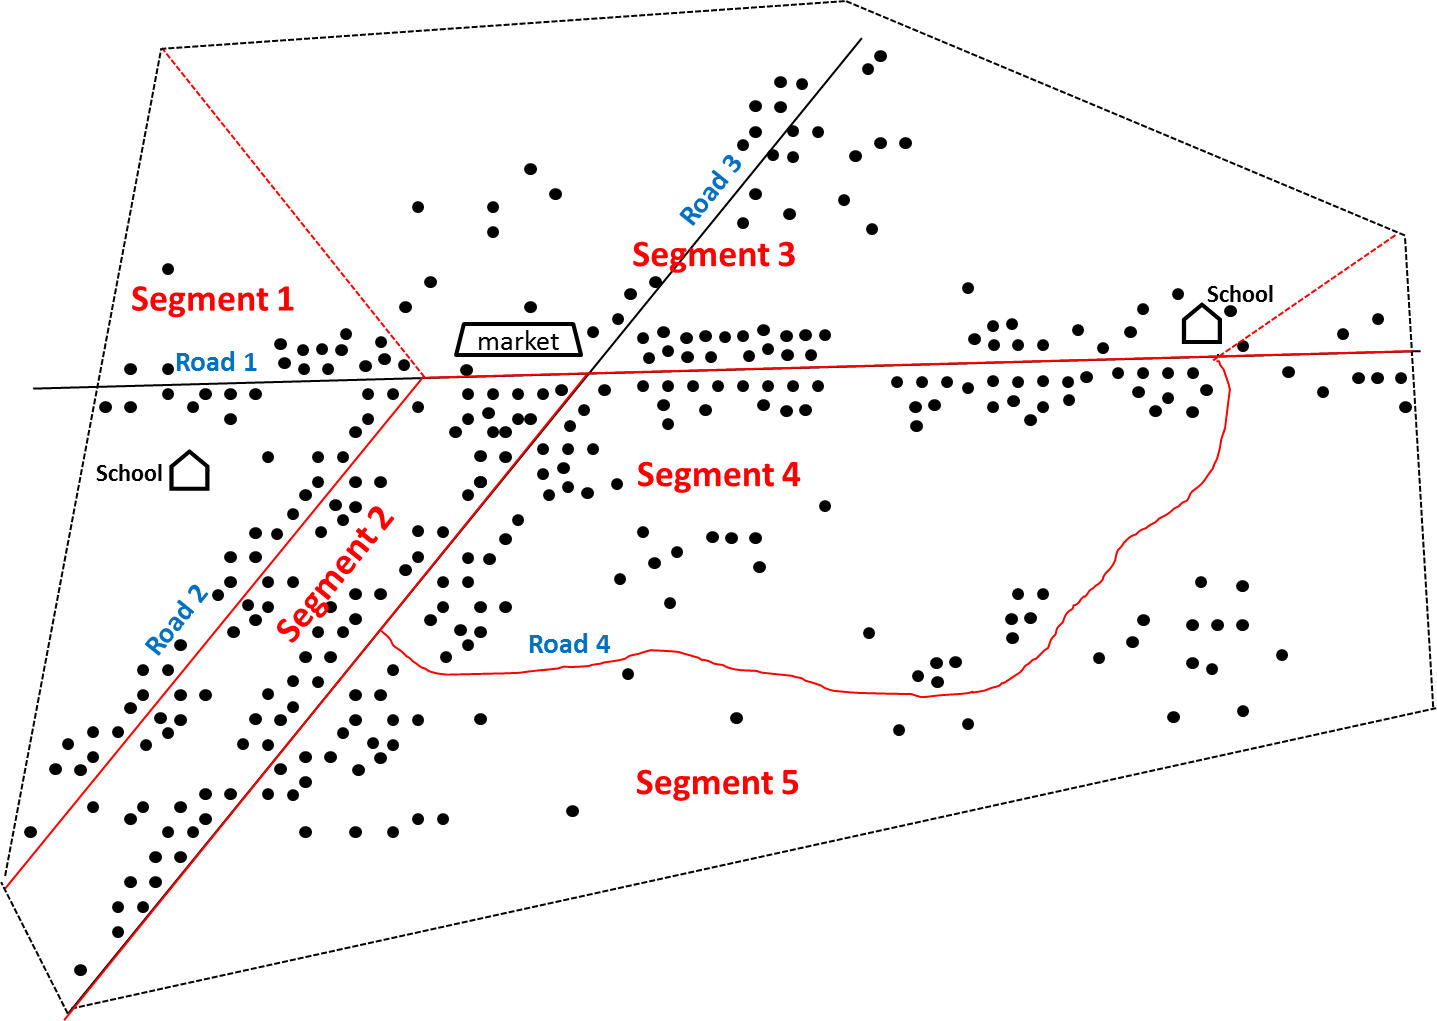 Road 3
Segment 3
Segment 1
School
market
Road 1
School
Segment 4
Segment 2
Road 2
Road 4
Segment 5